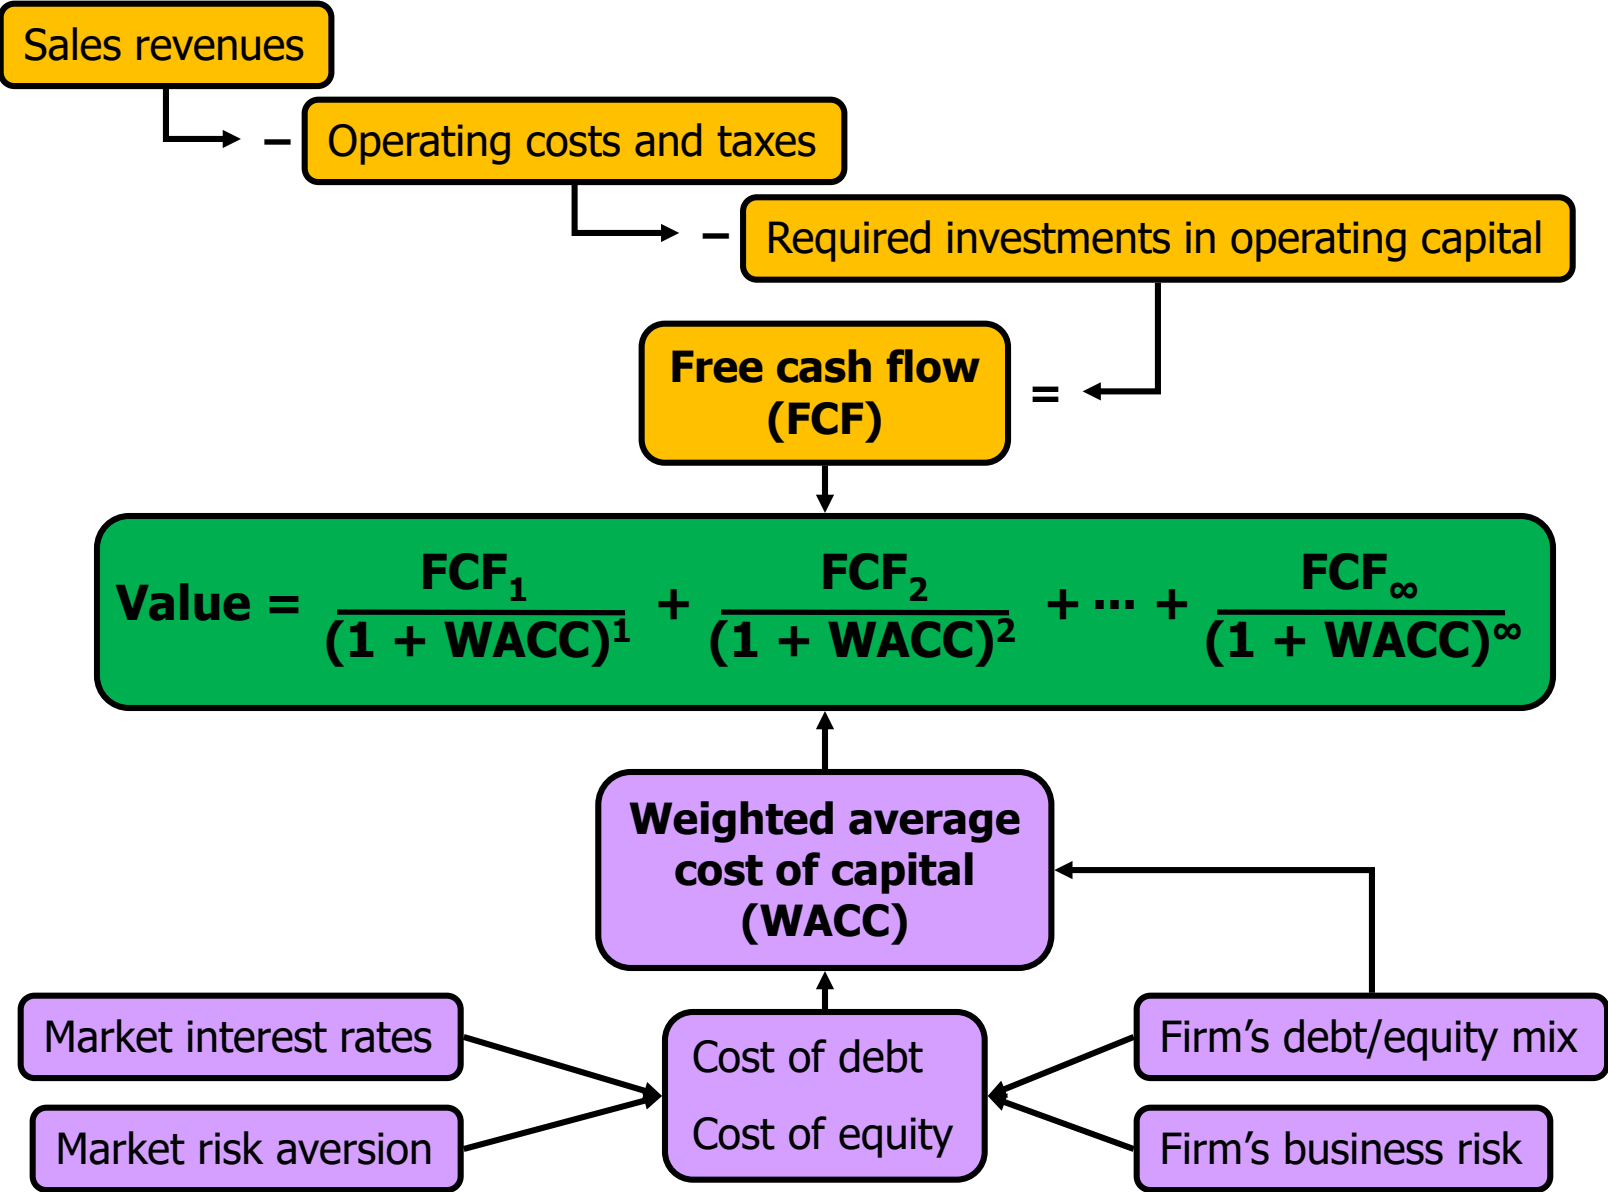 Sales revenues
– Operating costs and taxes
– Required investments in operating capital
Free cash flow
(FCF)
=
Value = FCF₁ / (1 + WACC)¹ + FCF₂ / (1 + WACC)² + ··· + FCF∞ / (1 + WACC)^∞
Weighted average
cost of capital
(WACC)
Market interest rates
Market risk aversion
Cost of debt
Cost of equity
Firm’s debt/equity mix
Firm’s business risk